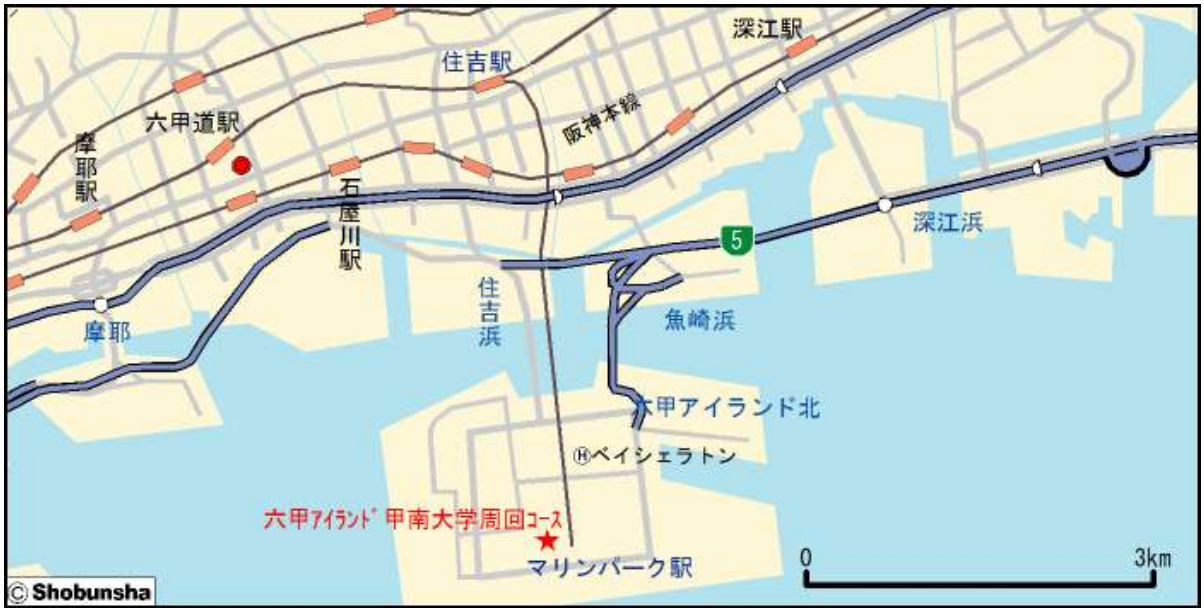 深江駅
住吉駅
阪神本線
六甲道駅
摩耶駅
石屋川駅
5
深江浜
住吉浜
魚崎浜
摩耶
六甲アイランド北
Ⓗベイシェラトン
六甲ｱｲﾗﾝﾄﾞ甲南大学周回ｺｰｽ
マリンパーク駅
0 3km
© Shobunsha